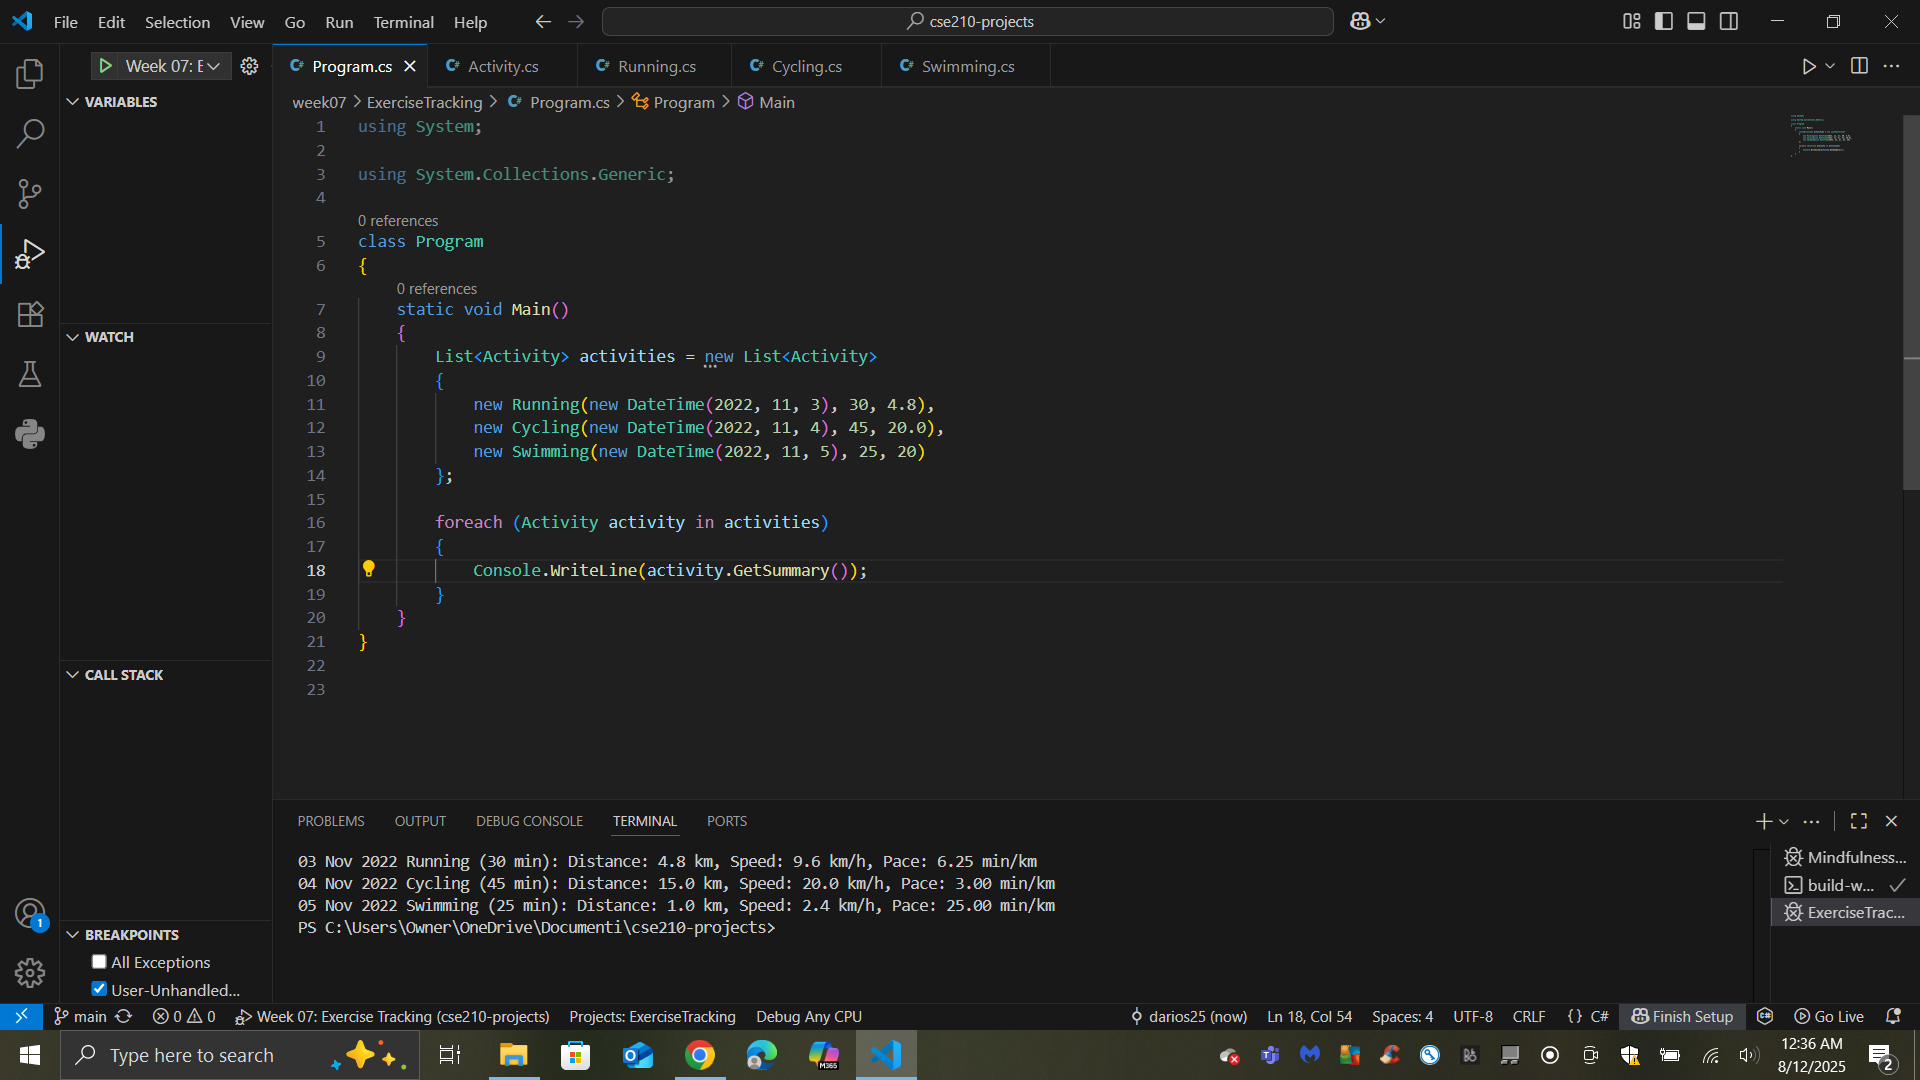 File Edit Selection View Go Run Terminal Help
cse210-projects
Week 07: E
Program.cs
Activity.cs
Running.cs
Cycling.cs
Swimming.cs
VARIABLES
WATCH
CALL STACK
BREAKPOINTS
All Exceptions
User-Unhandled...
week07 > ExerciseTracking > Program.cs > Program > Main
1 using System;
2
3 using System.Collections.Generic;
4
0 references
5 class Program
6 {
0 references
7 static void Main()
8 {
9 List<Activity> activities = new List<Activity>
10 {
11 new Running(new DateTime(2022, 11, 3), 30, 4.8),
12 new Cycling(new DateTime(2022, 11, 4), 45, 20.0),
13 new Swimming(new DateTime(2022, 11, 5), 25, 20)
14 };
15
16 foreach (Activity activity in activities)
17 {
18 Console.WriteLine(activity.GetSummary());
19 }
20 }
21 }
22
23
PROBLEMS OUTPUT DEBUG CONSOLE TERMINAL PORTS
03 Nov 2022 Running (30 min): Distance: 4.8 km, Speed: 9.6 km/h, Pace: 6.25 min/km
04 Nov 2022 Cycling (45 min): Distance: 15.0 km, Speed: 20.0 km/h, Pace: 3.00 min/km
05 Nov 2022 Swimming (25 min): Distance: 1.0 km, Speed: 2.4 km/h, Pace: 25.00 min/km
PS C:\Users\Owner\OneDrive\Documenti\cse210-projects>
Mindfulness...
build-w...
ExerciseTrac...
1
main 0 0 Week 07: Exercise Tracking (cse210-projects) Projects: ExerciseTracking Debug Any CPU
darios25 (now) Ln 18, Col 54 Spaces: 4 UTF-8 CRLF {} C# Finish Setup Go Live
Type here to search
M365
12:36 AM
8/12/2025
2